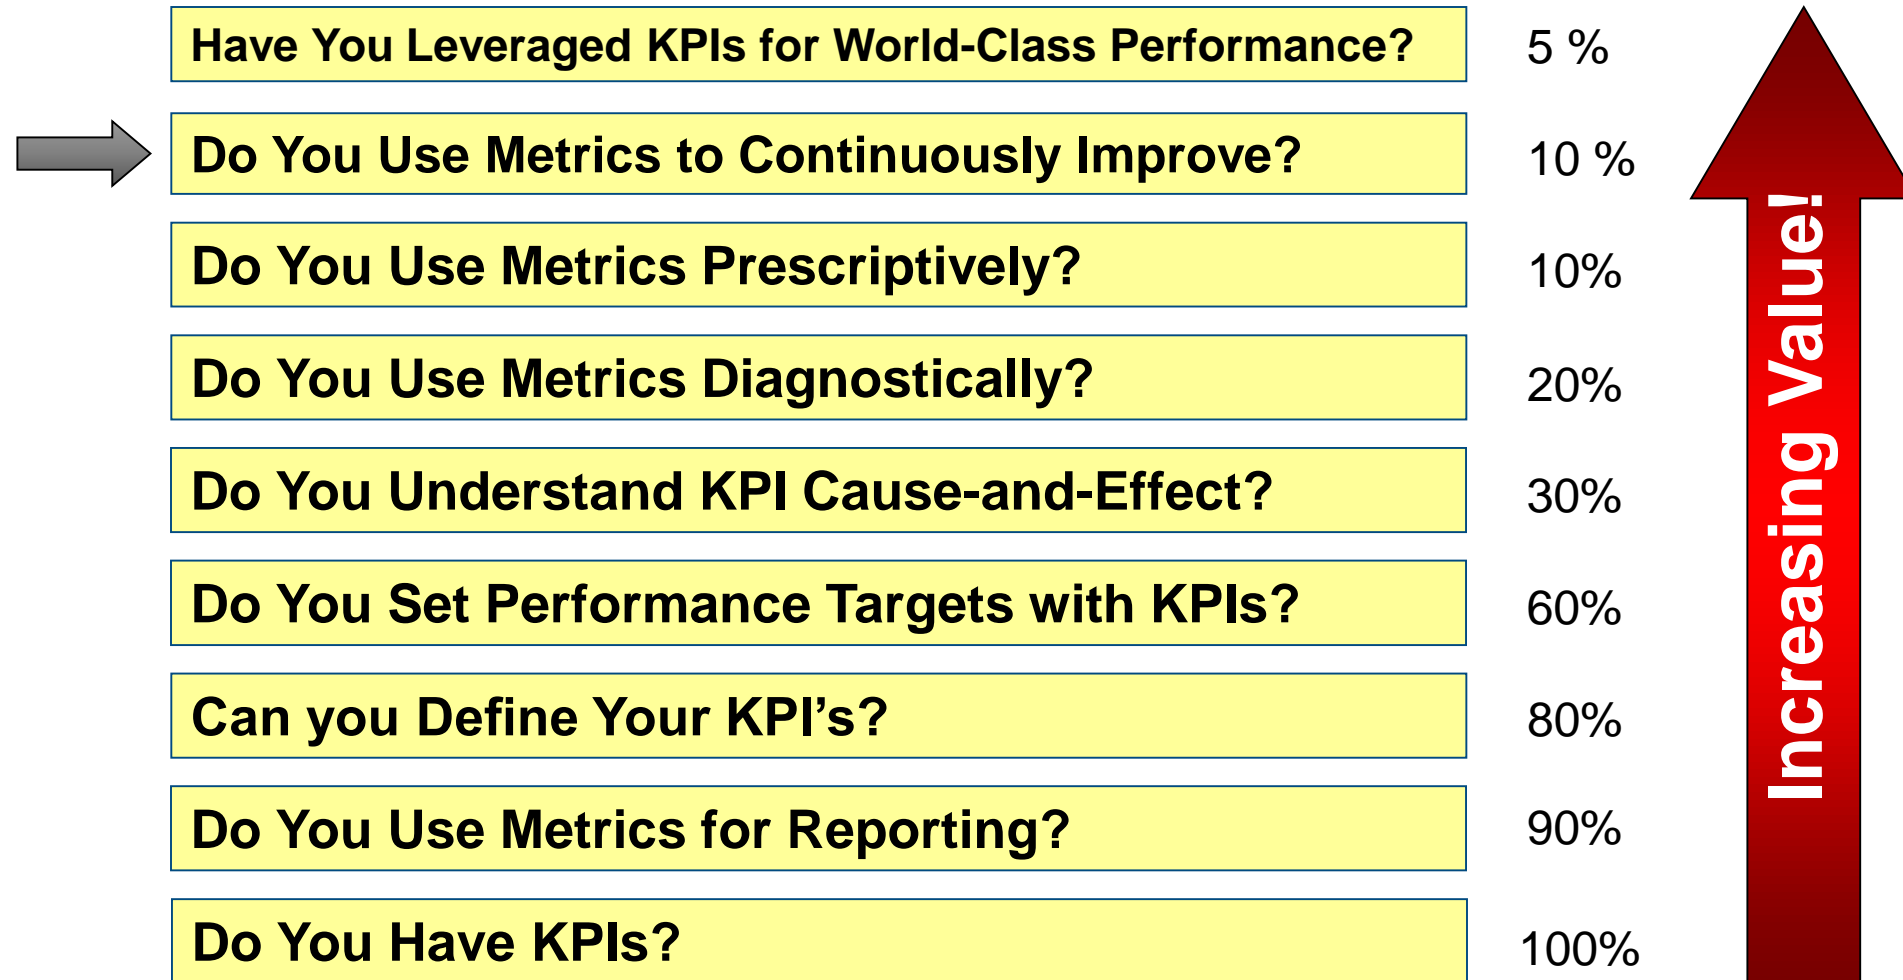 Have You Leveraged KPIs for World-Class Performance? 5 %
Do You Use Metrics to Continuously Improve? 10 %
Do You Use Metrics Prescriptively? 10%
Do You Use Metrics Diagnostically? 20%
Do You Understand KPI Cause-and-Effect? 30%
Do You Set Performance Targets with KPIs? 60%
Can you Define Your KPI’s? 80%
Do You Use Metrics for Reporting? 90%
Do You Have KPIs? 100%
Increasing Value!